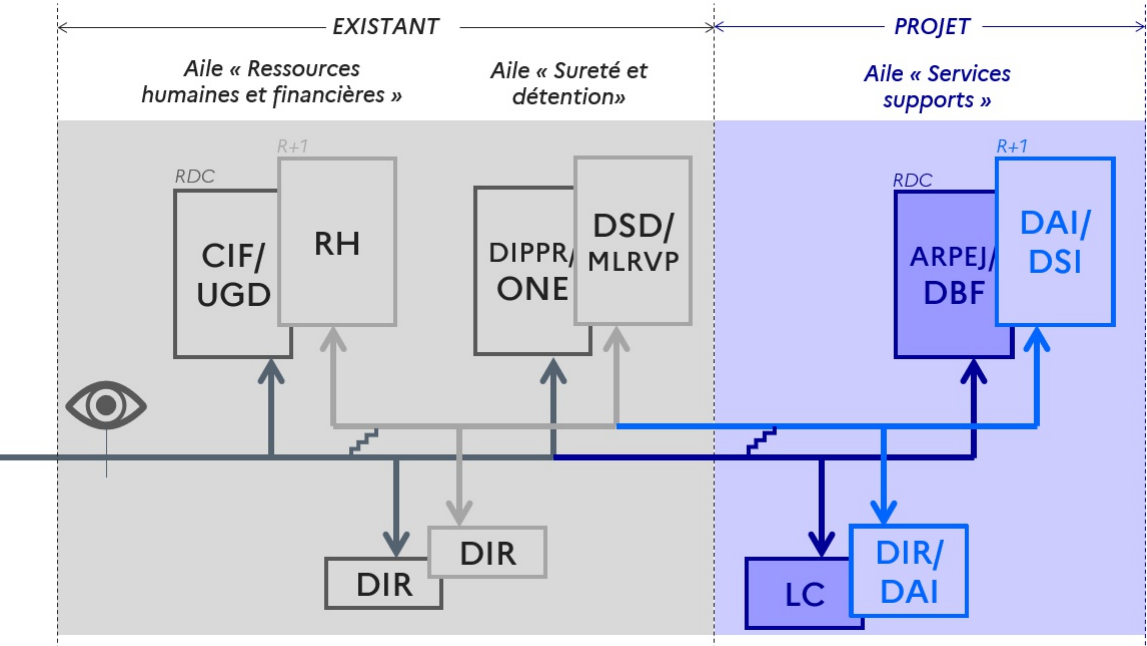 EXISTANT
PROJET
Aile « Ressources
humaines et financières »
Aile « Sureté et
détention»
Aile « Services
supports »
RDC
R+1
CIF/
UGD
RH
DIPPR/
ONE
DSD/
MLRVP
RDC
R+1
ARPEJ/
DBF
DAI/
DSI
DIR
DIR
LC
DIR/
DAI